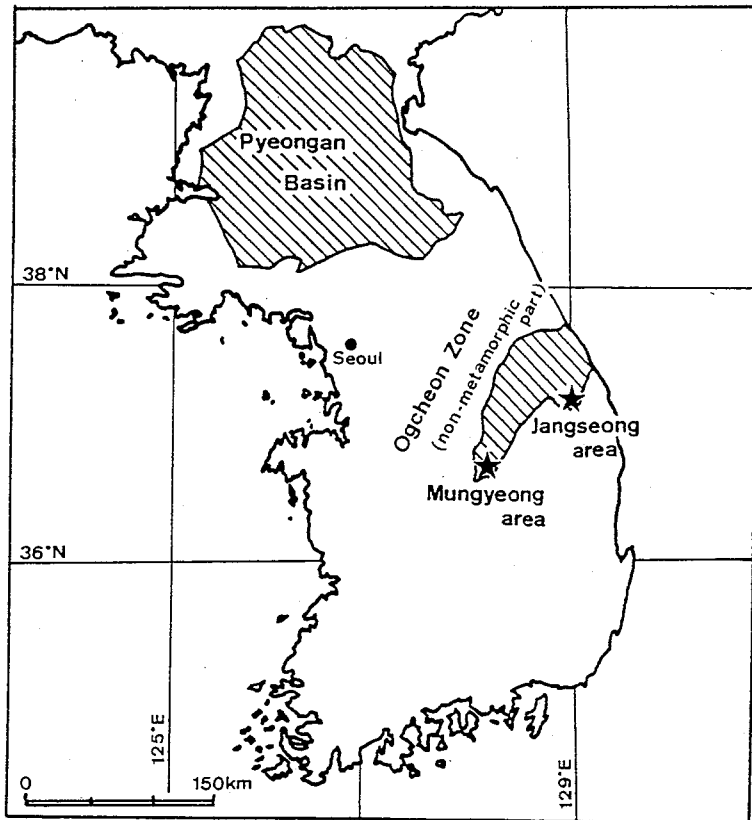 Pyeongan
Basin
38°N
Seoul
Ogcheon Zone
(non-metamorphic part)
Jangseong
area
Mungyeong
area
36°N
125°E
129°E
0 150km